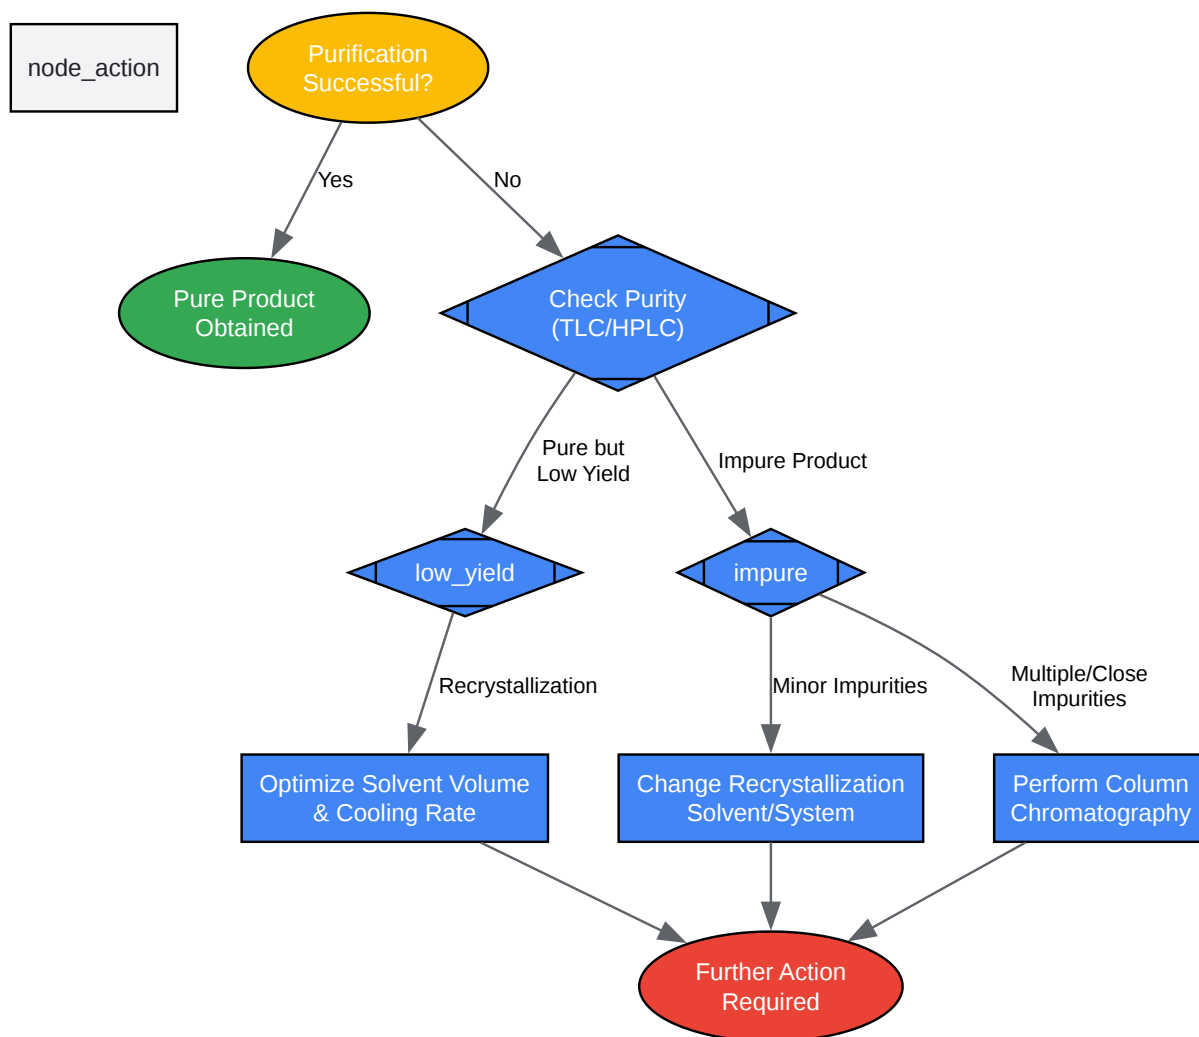 node_action
Purification
Successful?
Yes
No
Pure Product
Obtained
Check Purity
(TLC/HPLC)
Pure but
Low Yield
Impure Product
low_yield
impure
Recrystallization
Minor Impurities
Multiple/Close
Impurities
Optimize Solvent Volume
& Cooling Rate
Change Recrystallization
Solvent/System
Perform Column
Chromatography
Further Action
Required